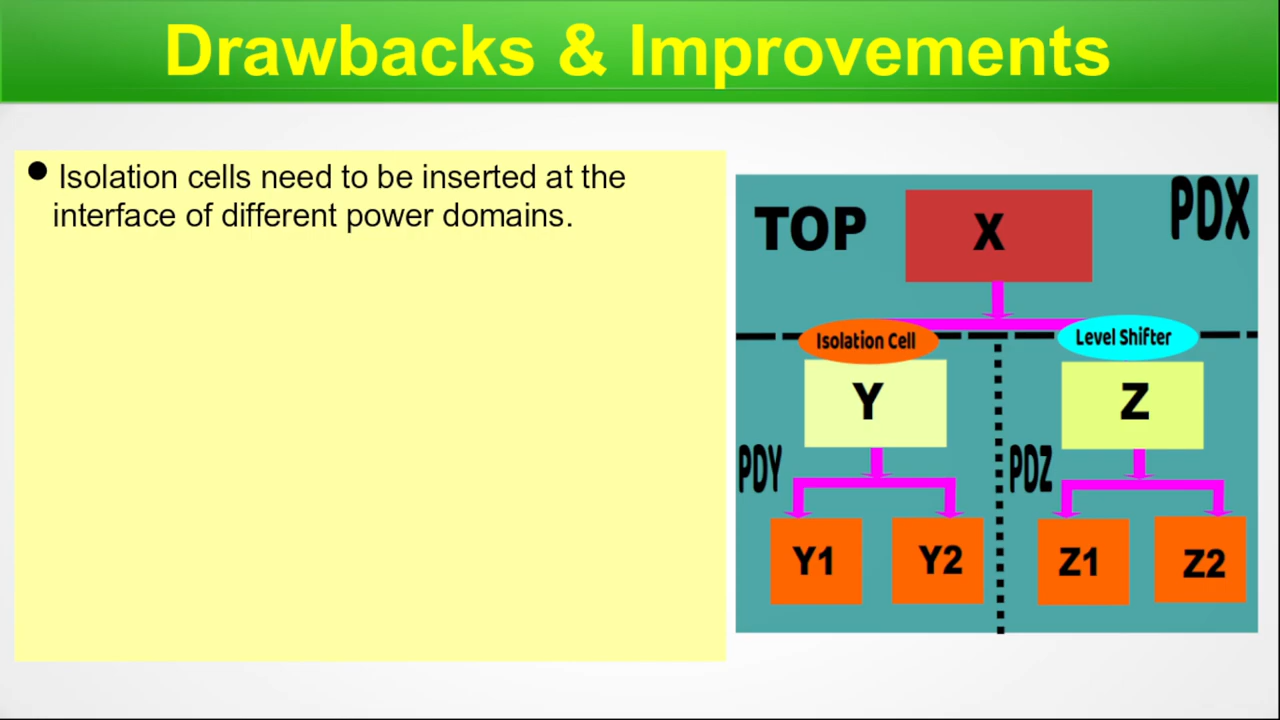 Drawbacks & Improvements
● Isolation cells need to be inserted at the
interface of different power domains.
TOP
X
PDX
Isolation Cell
Level Shifter
Y
Z
PDY
PDZ
Y1
Y2
Z1
Z2